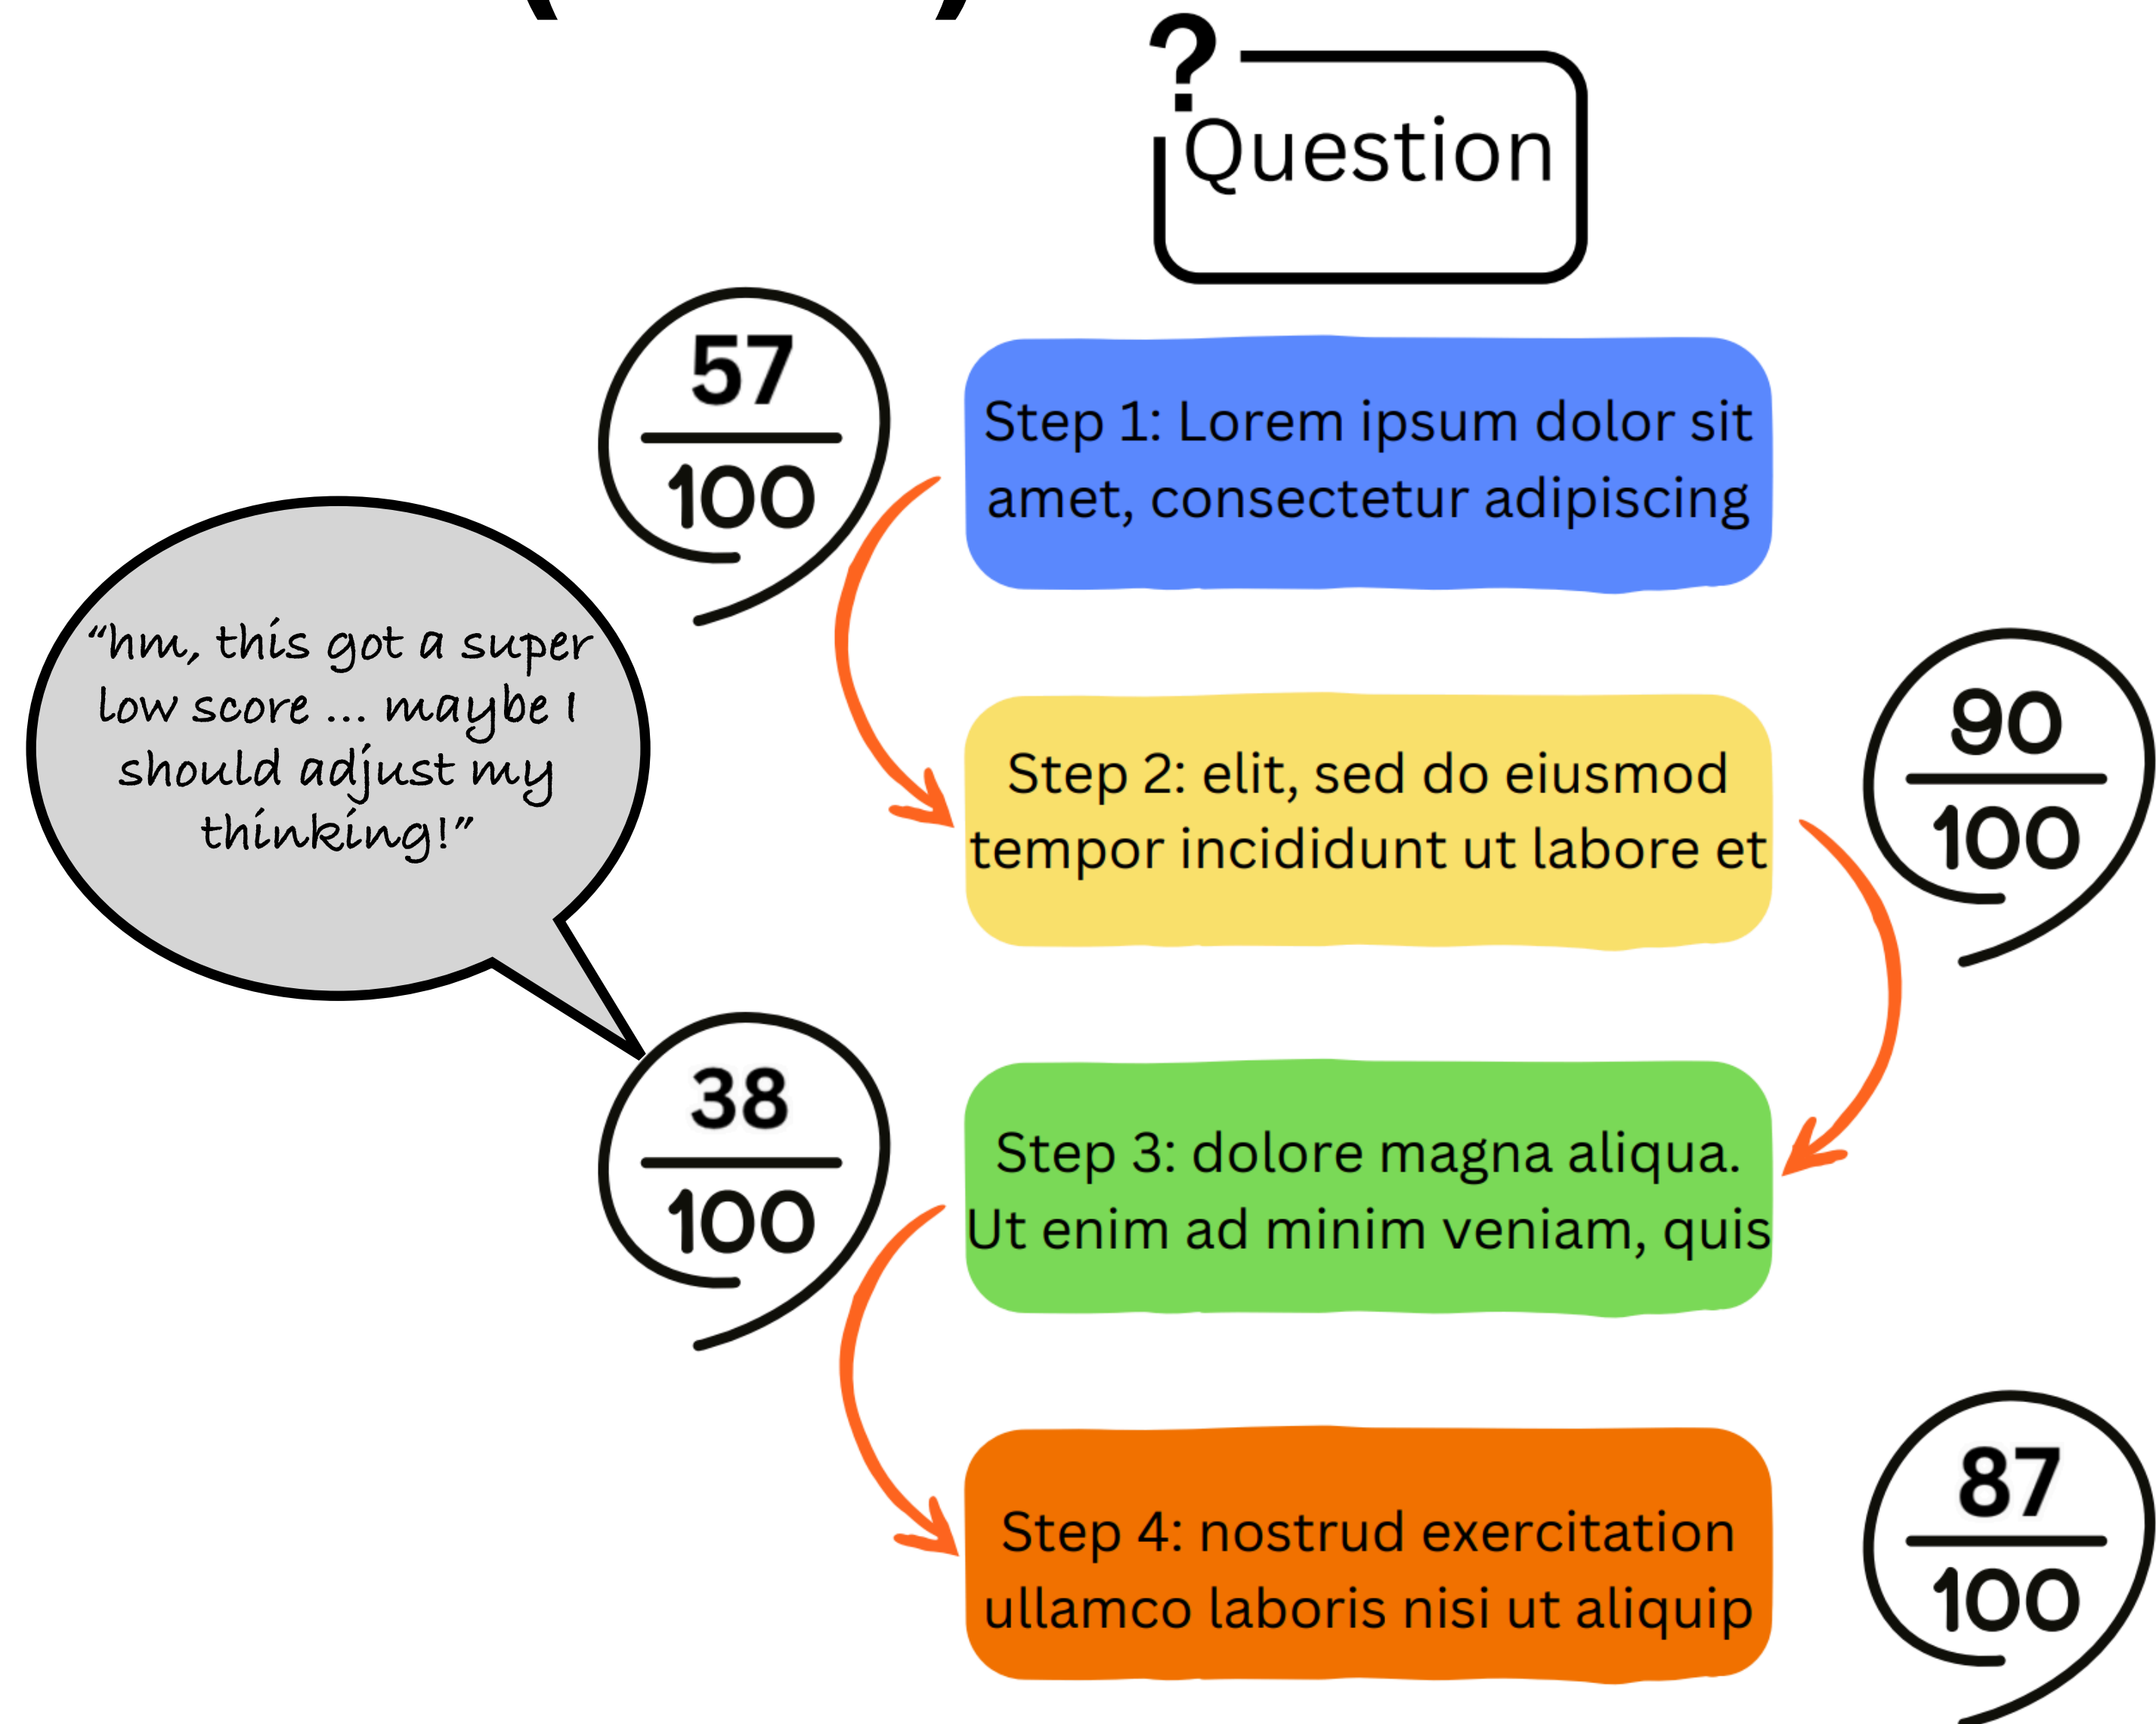 ?
Question
57
100
Step 1: Lorem ipsum dolor sit
amet, consectetur adipiscing
“hm, this got a super
low score ... maybe I
should adjust my
thinking!”
Step 2: elit, sed do eiusmod
tempor incididunt ut labore et
90
100
38
100
Step 3: dolore magna aliqua.
Ut enim ad minim veniam, quis
Step 4: nostrud exercitation
ullamco laboris nisi ut aliquip
87
100